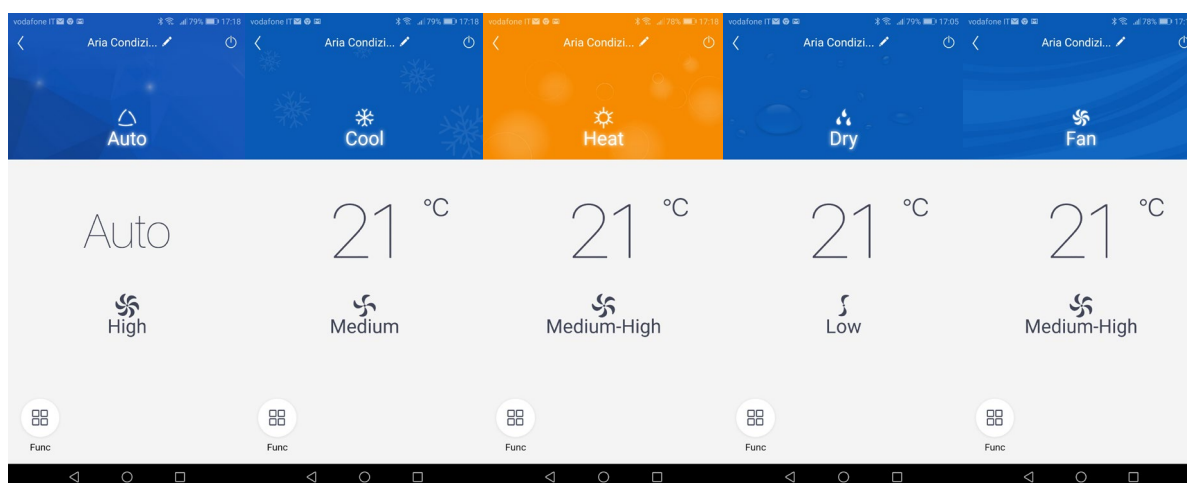 vodafone IT 79% 17:18
Aria Condizi...
Auto
Auto
High
Func
vodafone IT 79% 17:18
Aria Condizi...
Cool
21 °C
Medium
Func
vodafone IT 78% 17:18
Aria Condizi...
Heat
21 °C
Medium-High
Func
vodafone IT 79% 17:05
Aria Condizi...
Dry
21 °C
Low
Func
vodafone IT 78%
Aria Condizi...
Fan
21 °C
Medium-High
Func